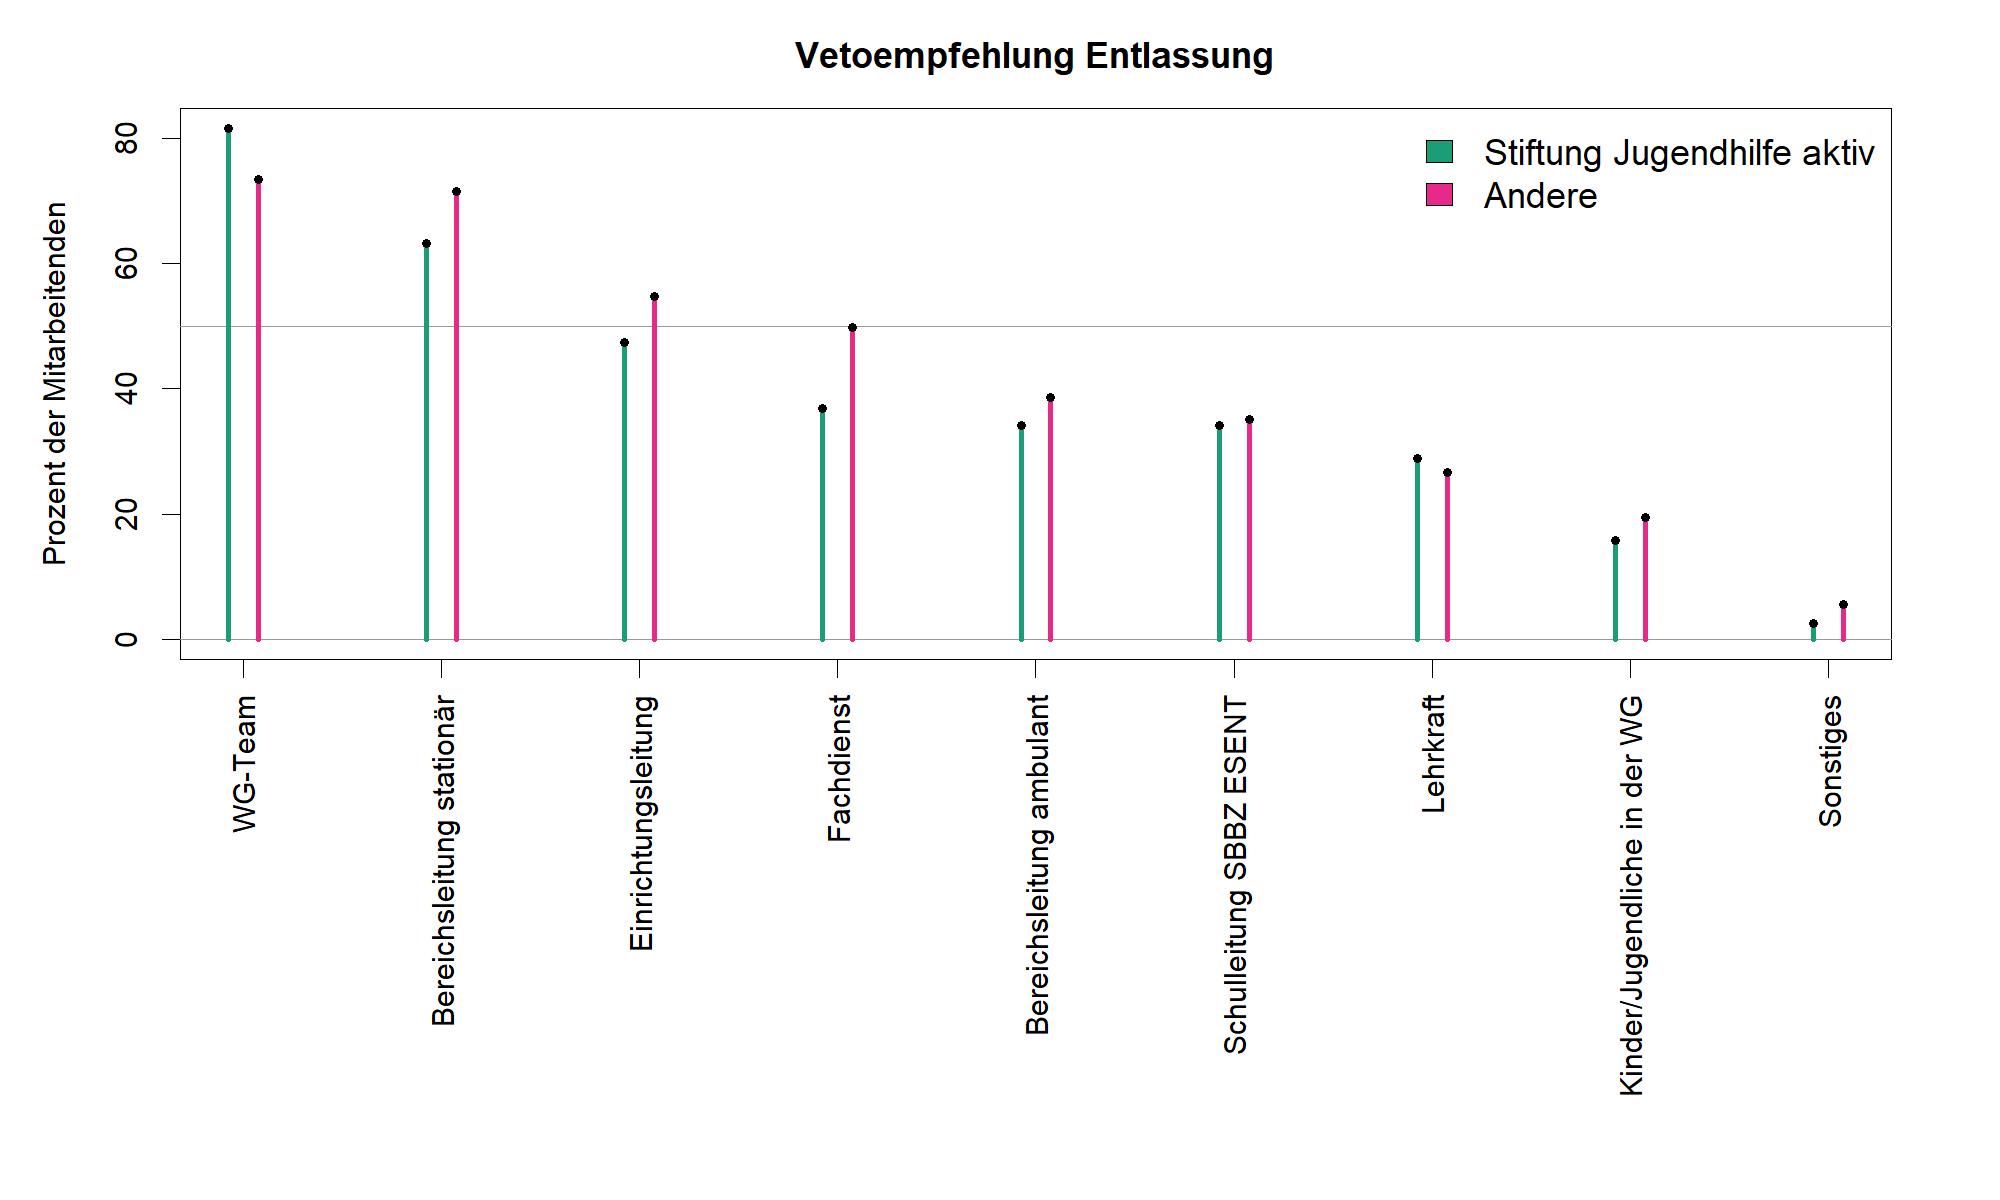 Vetoempfehlung Entlassung
Stiftung Jugendhilfe aktiv
Andere
Prozent der Mitarbeitenden
80
60
40
20
0
WG-Team
Bereichsleitung stationär
Einrichtungsleitung
Fachdienst
Bereichsleitung ambulant
Schulleitung SBBZ ESENT
Lehrkraft
Kinder/Jugendliche in der WG
Sonstiges